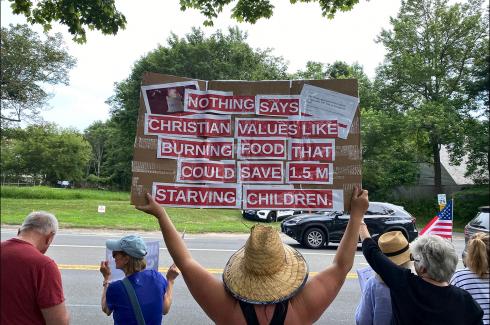 NOTHING SAYS
CHRISTIAN VALUES LIKE
BURNING FOOD THAT
COULD SAVE 1.5 M
STARVING CHILDREN